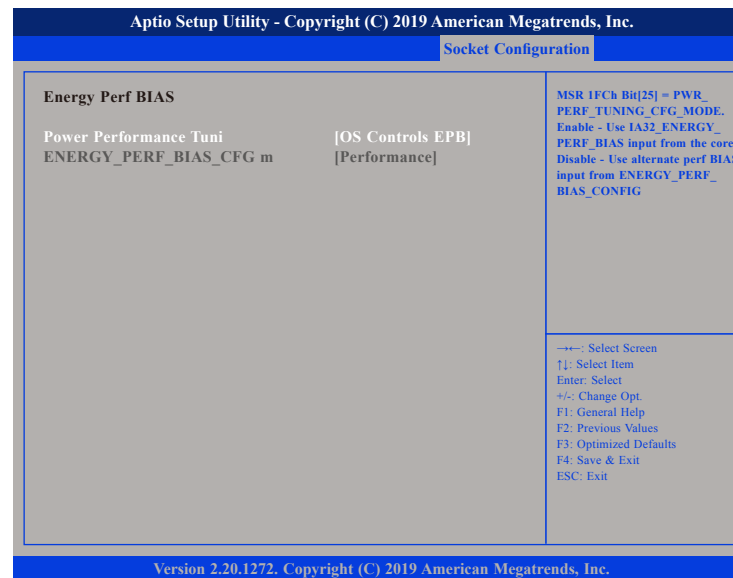 Aptio Setup Utility - Copyright (C) 2019 American Megatrends, Inc.
Socket Configuration
Energy Perf BIAS
Power Performance Tuni [OS Controls EPB]
ENERGY_PERF_BIAS_CFG m [Performance]
MSR 1FCh Bit[25] = PWR_
PERF_TUNING_CFG_MODE.
Enable - Use IA32_ENERGY_
PERF_BIAS input from the core
Disable - Use alternate perf BIAS
input from ENERGY_PERF_
BIAS_CONFIG
→←: Select Screen
↑↓: Select Item
Enter: Select
+/-: Change Opt.
F1: General Help
F2: Previous Values
F3: Optimized Defaults
F4: Save & Exit
ESC: Exit
Version 2.20.1272. Copyright (C) 2019 American Megatrends, Inc.